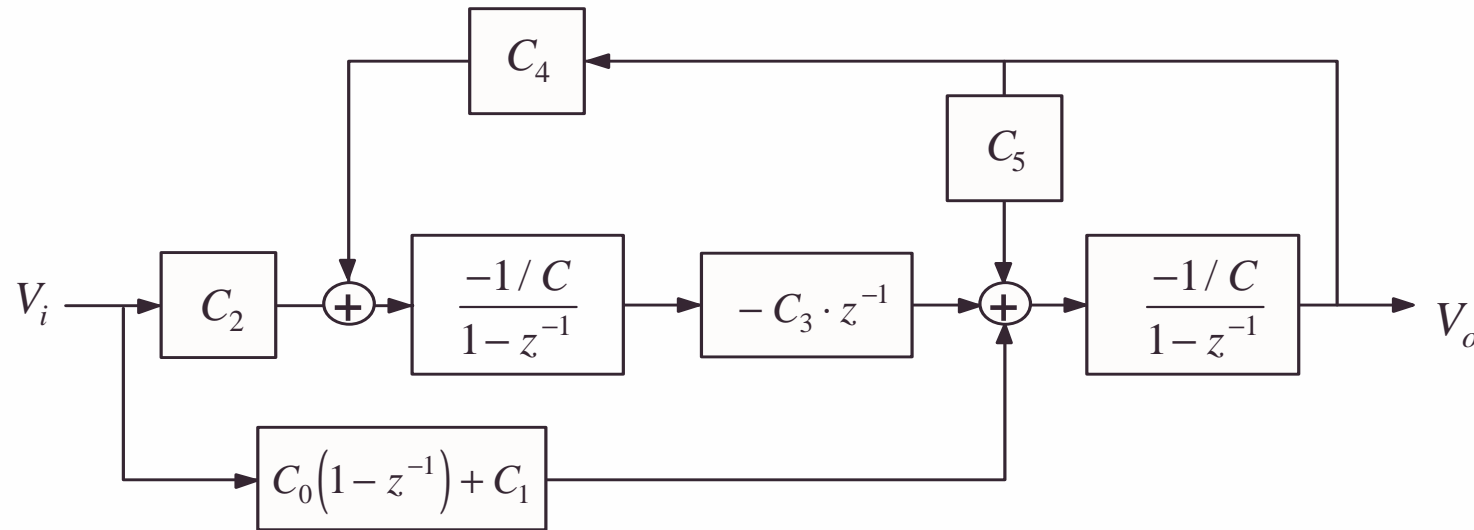 C₄
C₅
Vᵢ
C₂
+
−1 / C
1 − z⁻¹
− C₃ · z⁻¹
+
−1 / C
1 − z⁻¹
Vₒ
C₀(1 − z⁻¹) + C₁